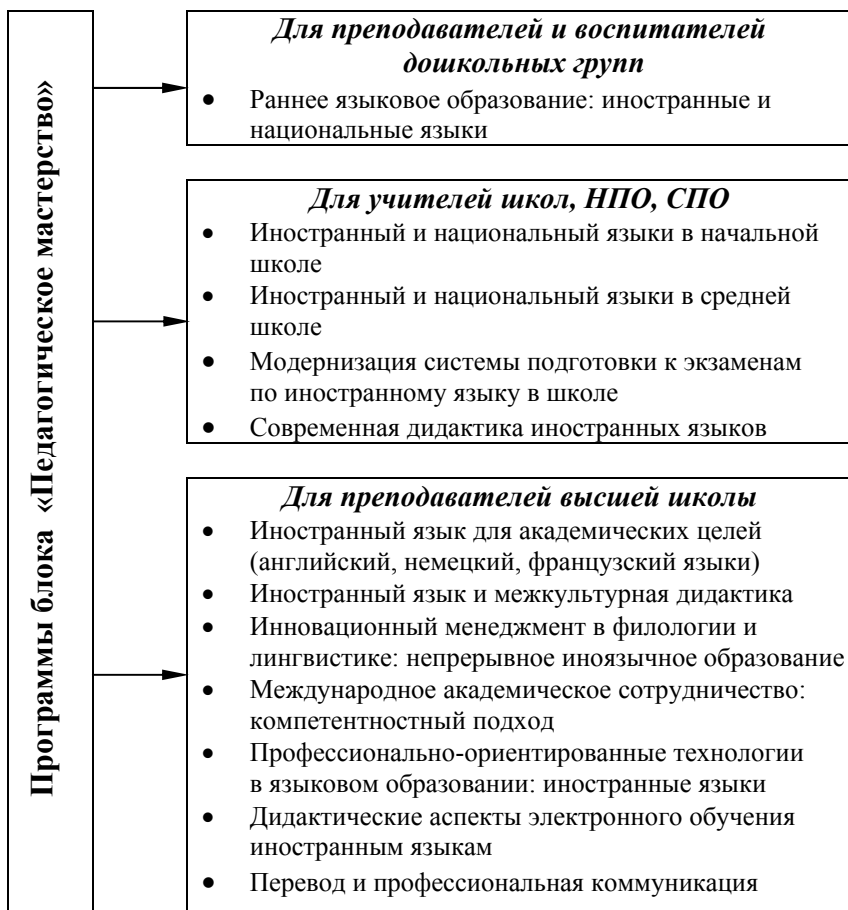 Программы блока «Педагогическое мастерство»
Для преподавателей и воспитателей
дошкольных групп
• Раннее языковое образование: иностранные и
национальные языки
Для учителей школ, НПО, СПО
• Иностранный и национальный языки в начальной
школе
• Иностранный и национальный языки в средней
школе
• Модернизация системы подготовки к экзаменам
по иностранному языку в школе
• Современная дидактика иностранных языков
Для преподавателей высшей школы
• Иностранный язык для академических целей
(английский, немецкий, французский языки)
• Иностранный язык и межкультурная дидактика
• Инновационный менеджмент в филологии и
лингвистике: непрерывное иноязычное образование
• Международное академическое сотрудничество:
компетентностный подход
• Профессионально-ориентированные технологии
в языковом образовании: иностранные языки
• Дидактические аспекты электронного обучения
иностранным языкам
• Перевод и профессиональная коммуникация